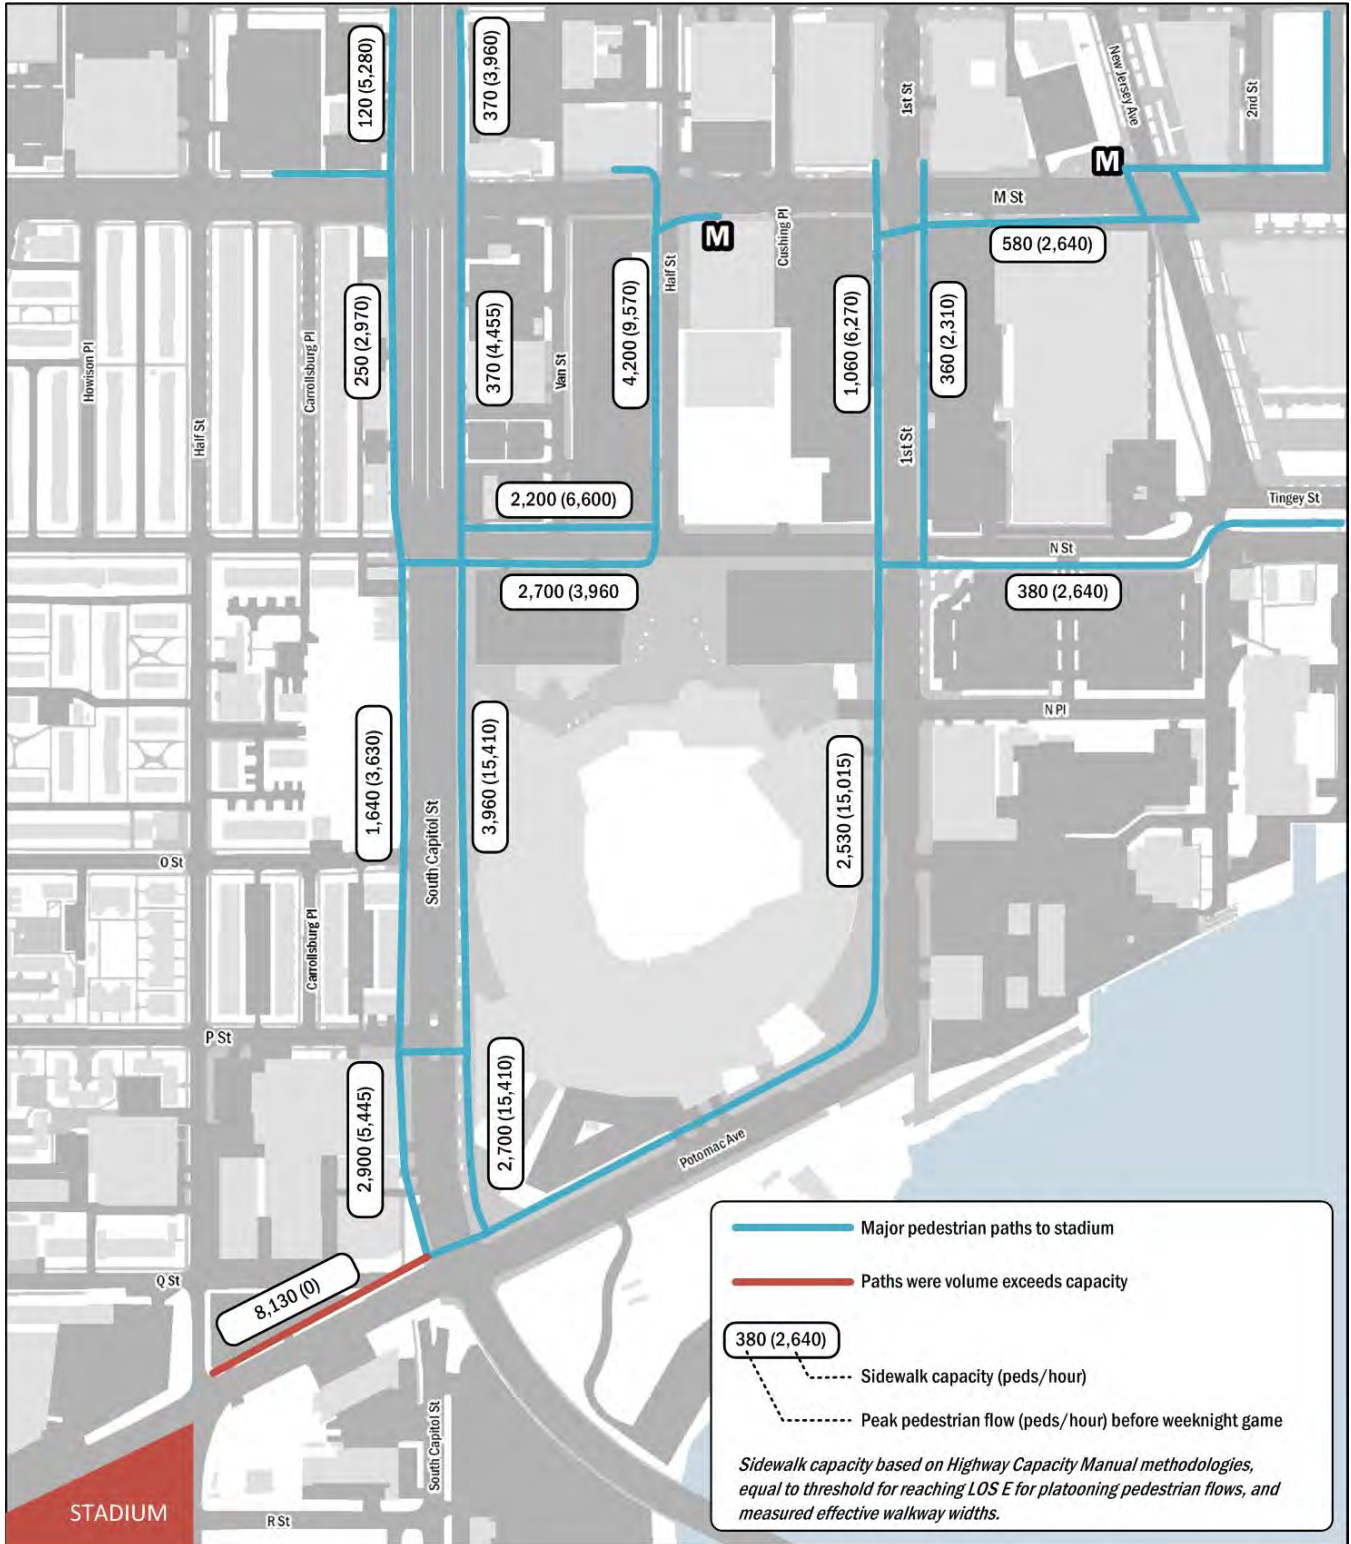 120 (5,280)
370 (3,960)
1st St
New Jersey Ave
2nd St
M
M St
M
Cushing Pl
Half St
580 (2,640)
250 (2,970)
370 (4,455)
4,200 (9,570)
1,060 (6,270)
360 (2,310)
Howison Pl
Carrollsburg Pl
Van St
Half St
1st St
2,200 (6,600)
Tingey St
N St
2,700 (3,960
380 (2,640)
N Pl
1,640 (3,630)
3,960 (15,410)
2,530 (15,015)
South Capitol St
O St
Carrollsburg Pl
P St
2,900 (5,445)
2,700 (15,410)
Potomac Ave
Q St
8,130 (0)
South Capitol St
R St
STADIUM
Major pedestrian paths to stadium
Paths were volume exceeds capacity
380 (2,640)
Sidewalk capacity (peds/hour)
Peak pedestrian flow (peds/hour) before weeknight game
Sidewalk capacity based on Highway Capacity Manual methodologies,
equal to threshold for reaching LOS E for platooning pedestrian flows, and
measured effective walkway widths.